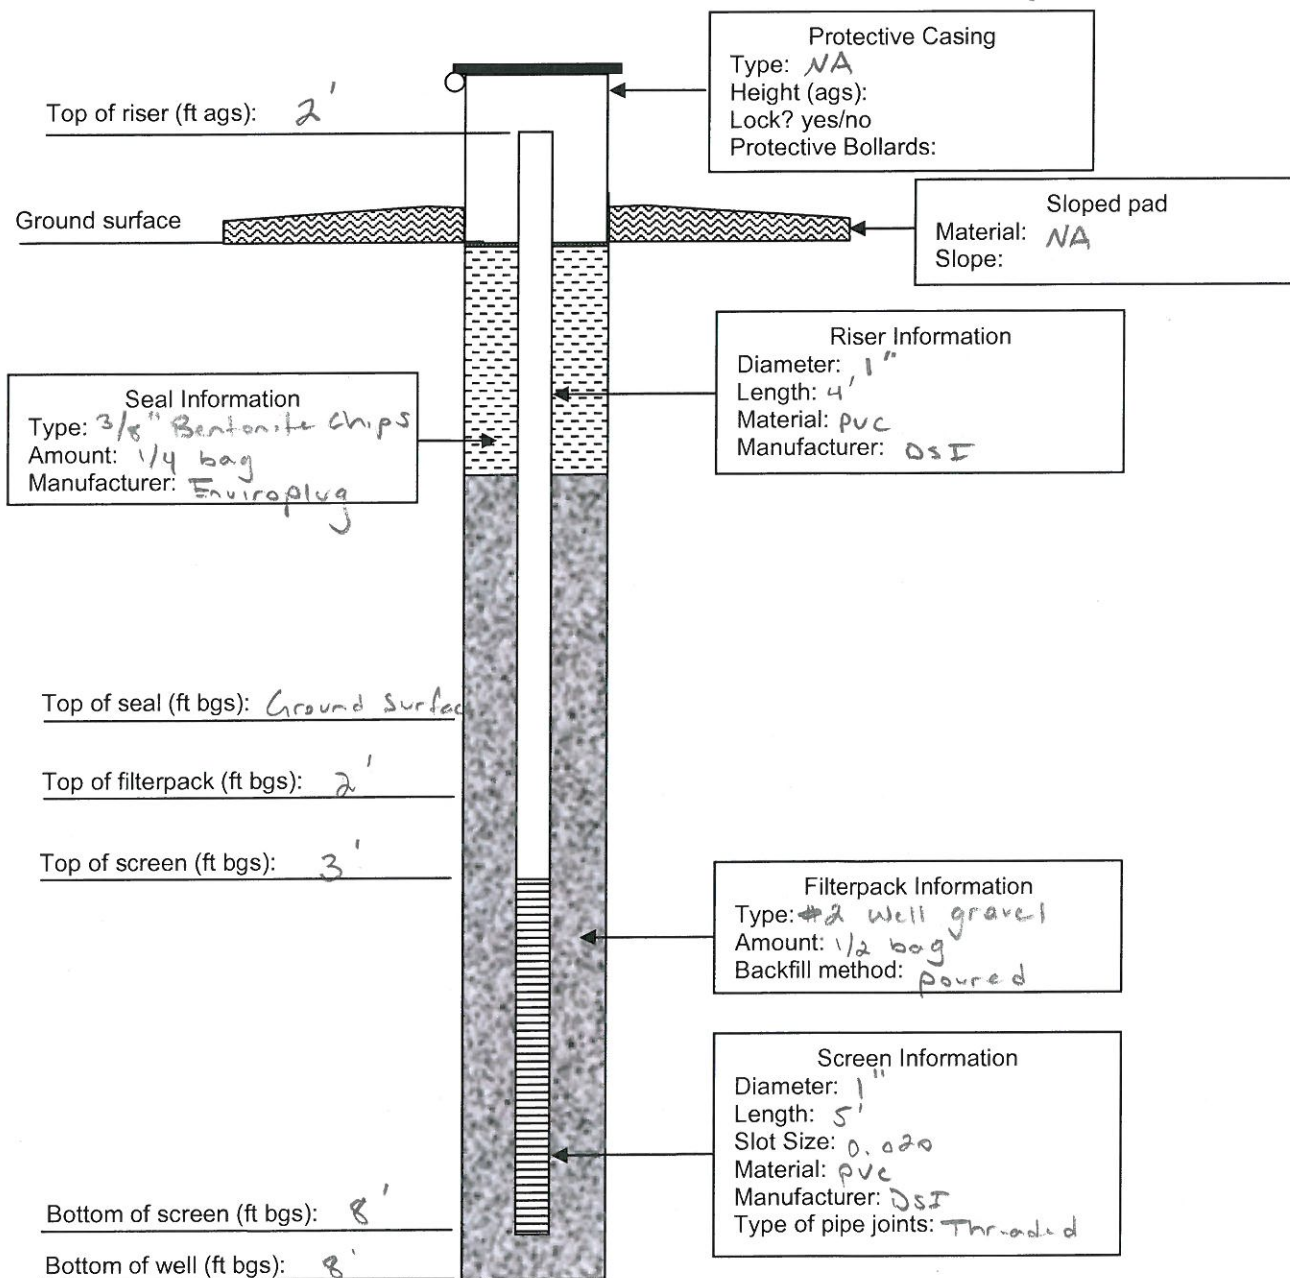 Protective Casing
Type: NA
Height (ags):
Lock? yes/no
Protective Bollards:
Top of riser (ft ags): 2'
Sloped pad
Material: NA
Slope:
Ground surface
Riser Information
Diameter: 1"
Length: 4'
Material: PVC
Manufacturer: DSI
Seal Information
Type: 3/8" Bentonite Chips
Amount: 1/4 bag
Manufacturer: Enviroplug
Top of seal (ft bgs): Ground Surfac
Top of filterpack (ft bgs): 2'
Top of screen (ft bgs): 3'
Filterpack Information
Type: #2 Well gravel
Amount: 1/2 bag
Backfill method: poured
Screen Information
Diameter: 1"
Length: 5'
Slot Size: 0.020
Material: PVC
Manufacturer: DSI
Type of pipe joints: Threaded
Bottom of screen (ft bgs): 8'
Bottom of well (ft bgs): 8'